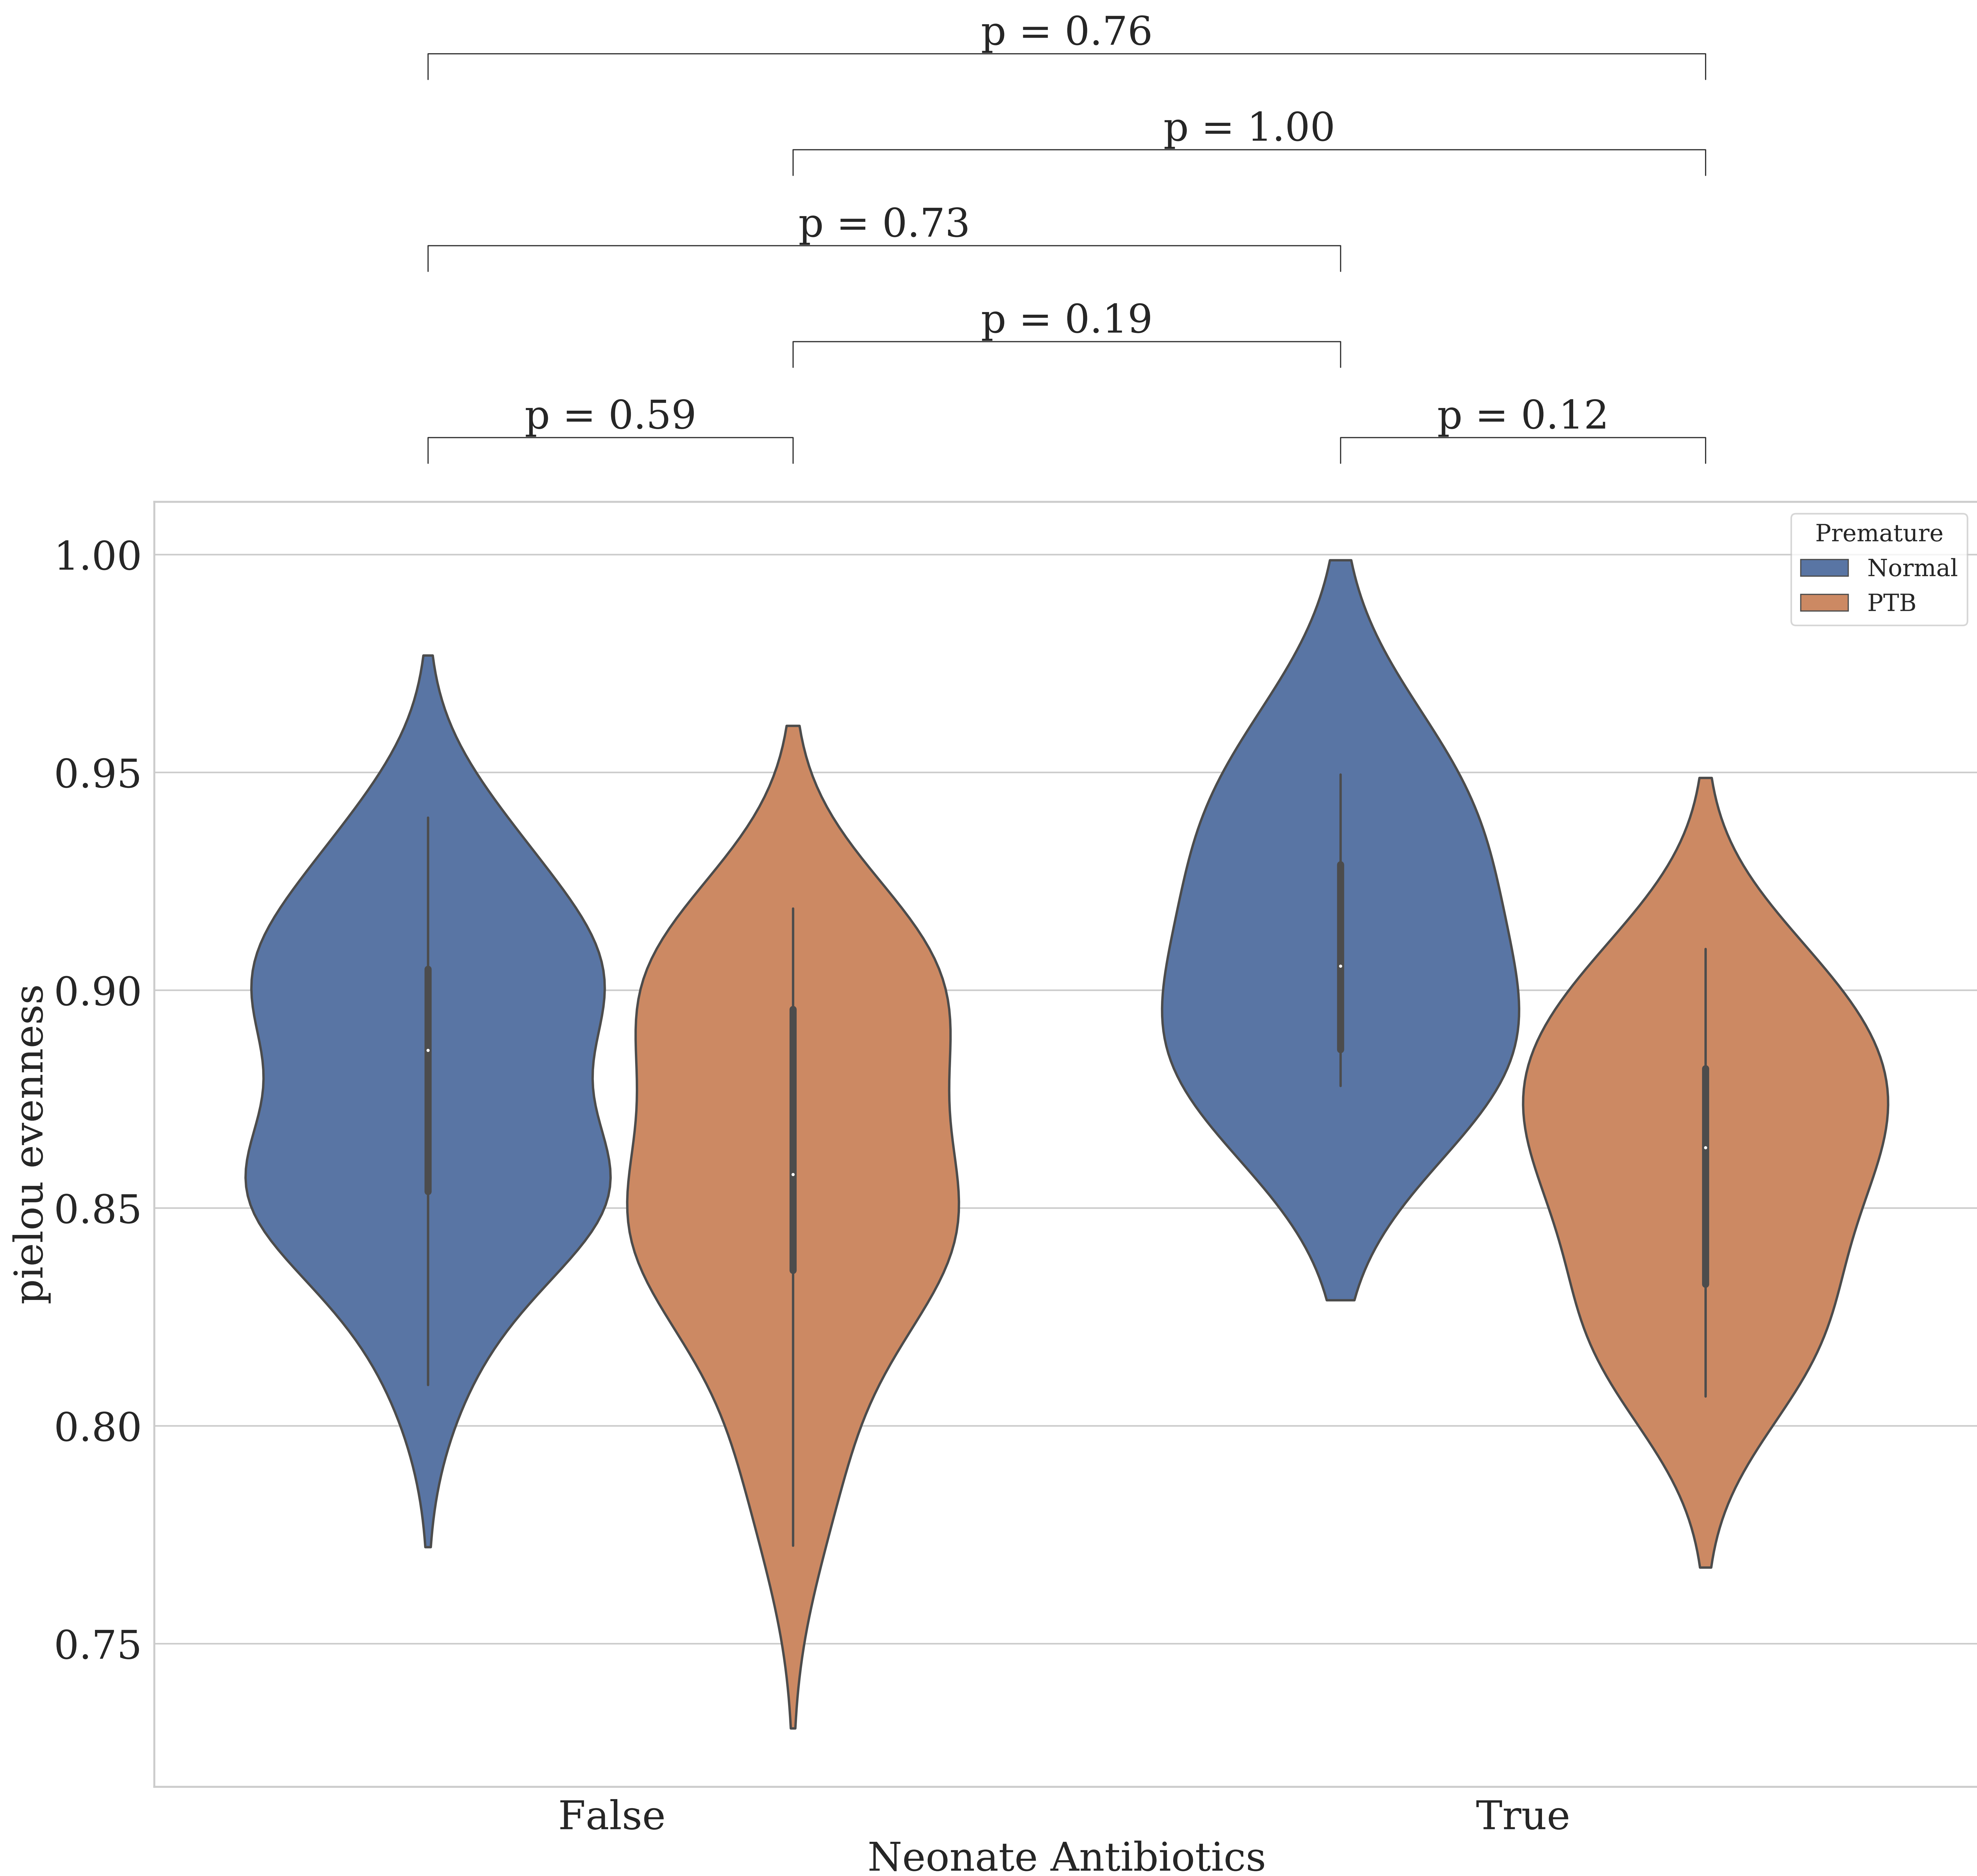 p = 0.76
p = 1.00
p = 0.73
p = 0.19
p = 0.59
p = 0.12
Premature
Normal
PTB
1.00
0.95
0.90
0.85
0.80
0.75
pielou evenness
False
True
Neonate Antibiotics